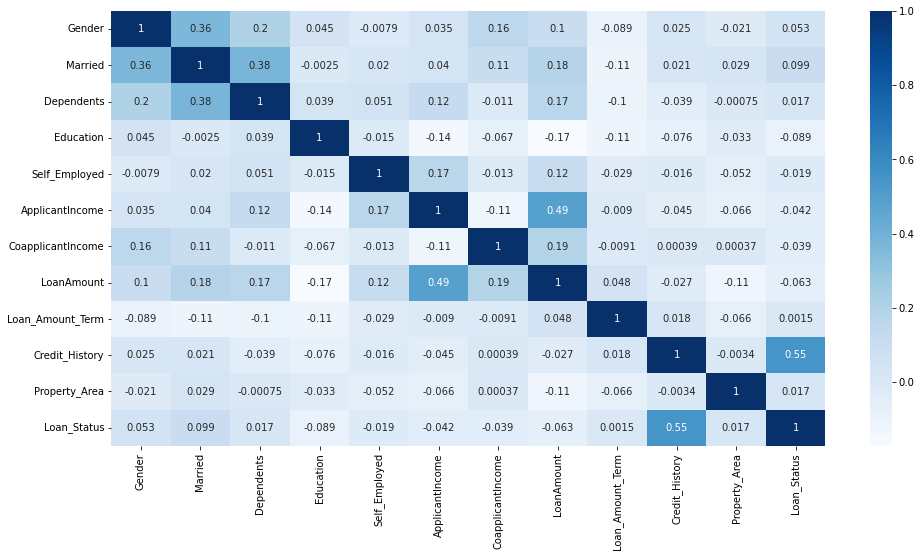 1.0
Gender 1 0.36 0.2 0.045 -0.0079 0.035 0.16 0.1 -0.089 0.025 -0.021 0.053
Married 0.36 1 0.38 -0.0025 0.02 0.04 0.11 0.18 -0.11 0.021 0.029 0.099
0.8
Dependents 0.2 0.38 1 0.039 0.051 0.12 -0.011 0.17 -0.1 -0.039 -0.00075 0.017
Education 0.045 -0.0025 0.039 1 -0.015 -0.14 -0.067 -0.17 -0.11 -0.076 -0.033 -0.089
0.6
Self_Employed -0.0079 0.02 0.051 -0.015 1 0.17 -0.013 0.12 -0.029 -0.016 -0.052 -0.019
ApplicantIncome 0.035 0.04 0.12 -0.14 0.17 1 -0.11 0.49 -0.009 -0.045 -0.066 -0.042
0.4
CoapplicantIncome 0.16 0.11 -0.011 -0.067 -0.013 -0.11 1 0.19 -0.0091 0.00039 0.00037 -0.039
LoanAmount 0.1 0.18 0.17 -0.17 0.12 0.49 0.19 1 0.048 -0.027 -0.11 -0.063
0.2
Loan_Amount_Term -0.089 -0.11 -0.1 -0.11 -0.029 -0.009 -0.0091 0.048 1 0.018 -0.066 0.0015
Credit_History 0.025 0.021 -0.039 -0.076 -0.016 -0.045 0.00039 -0.027 0.018 1 -0.0034 0.55
0.0
Property_Area -0.021 0.029 -0.00075 -0.033 -0.052 -0.066 0.00037 -0.11 -0.066 -0.0034 1 0.017
Loan_Status 0.053 0.099 0.017 -0.089 -0.019 -0.042 -0.039 -0.063 0.0015 0.55 0.017 1
Gender
Married
Dependents
Education
Self_Employed
ApplicantIncome
CoapplicantIncome
LoanAmount
Loan_Amount_Term
Credit_History
Property_Area
Loan_Status